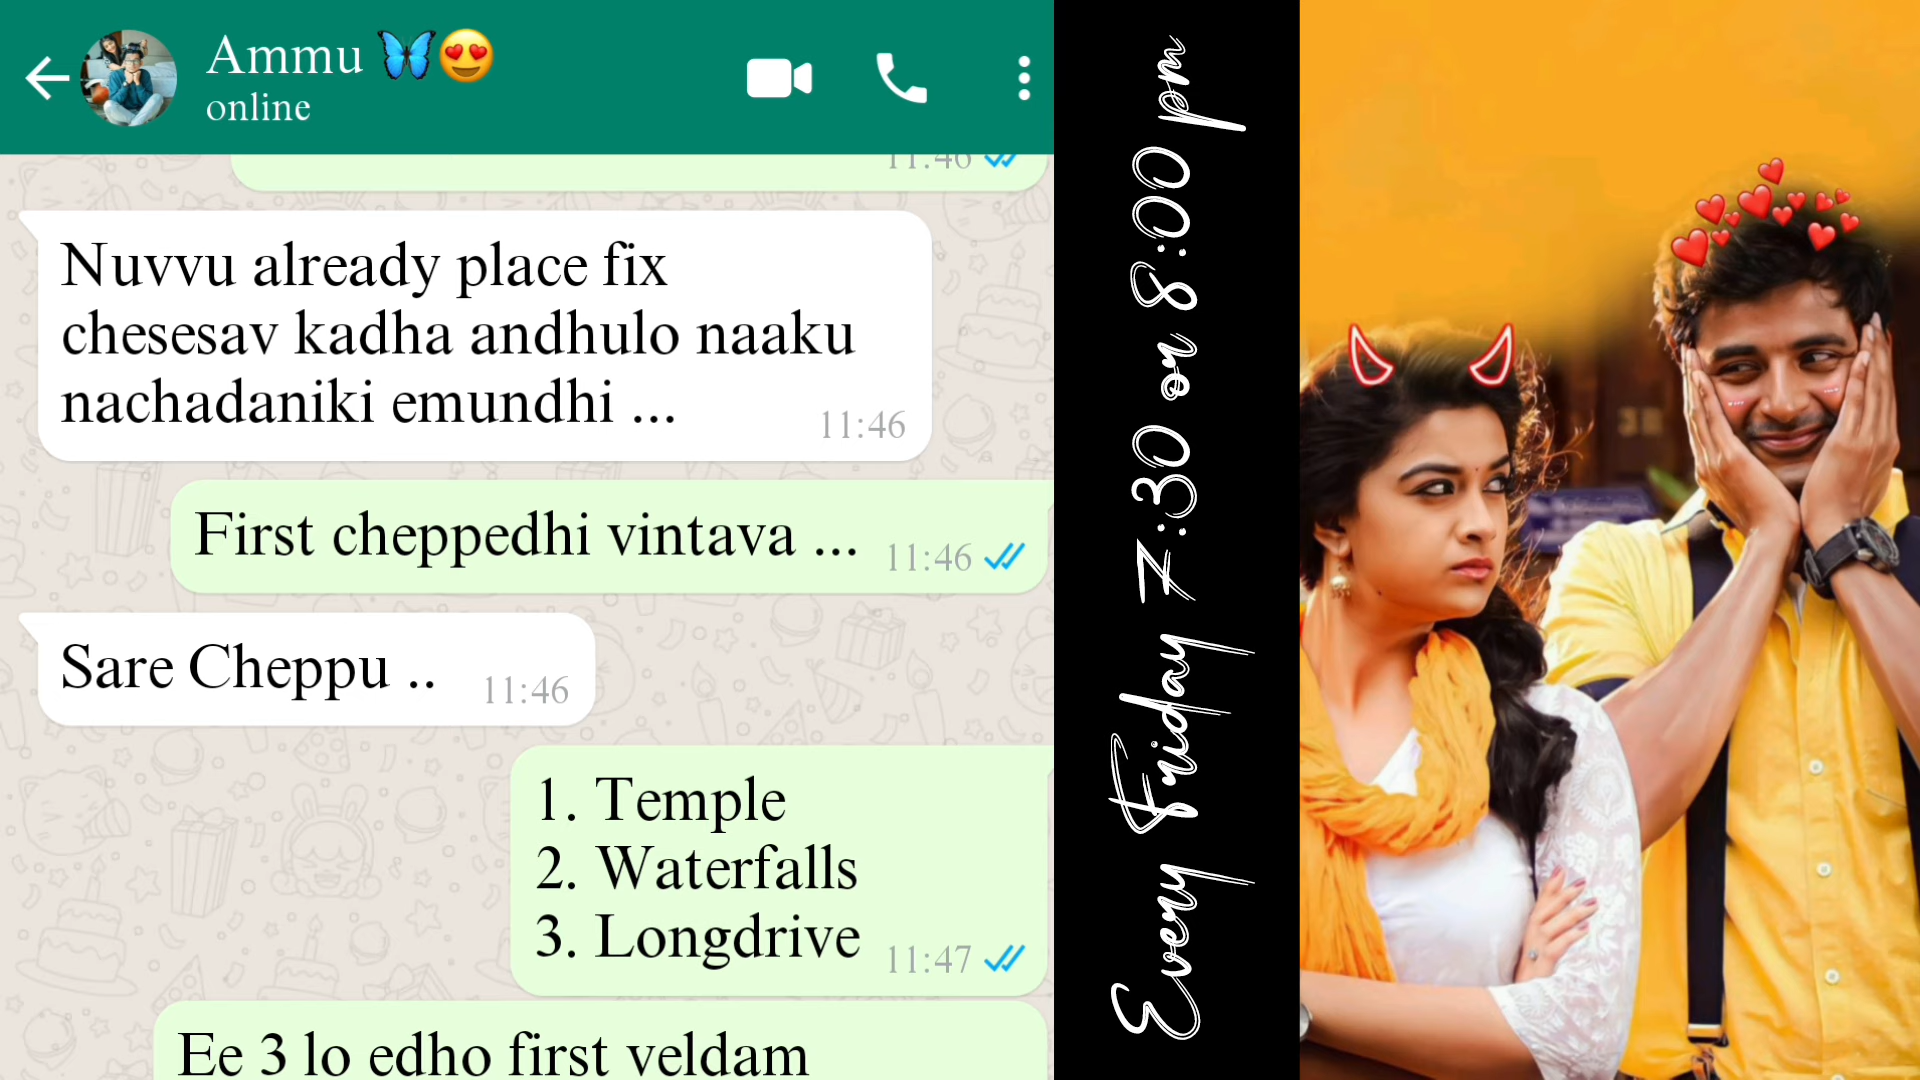 Ammu 🦋😍
online
11:46
Nuvvu already place fix
chesesav kadha andhulo naaku
nachadaniki emundhi ...
11:46
First cheppedhi vintava ...
11:46
Sare Cheppu ..
11:46
1. Temple
2. Waterfalls
3. Longdrive
11:47
Ee 3 lo edho first veldam
Every Friday 7:30 or 8:00 pm